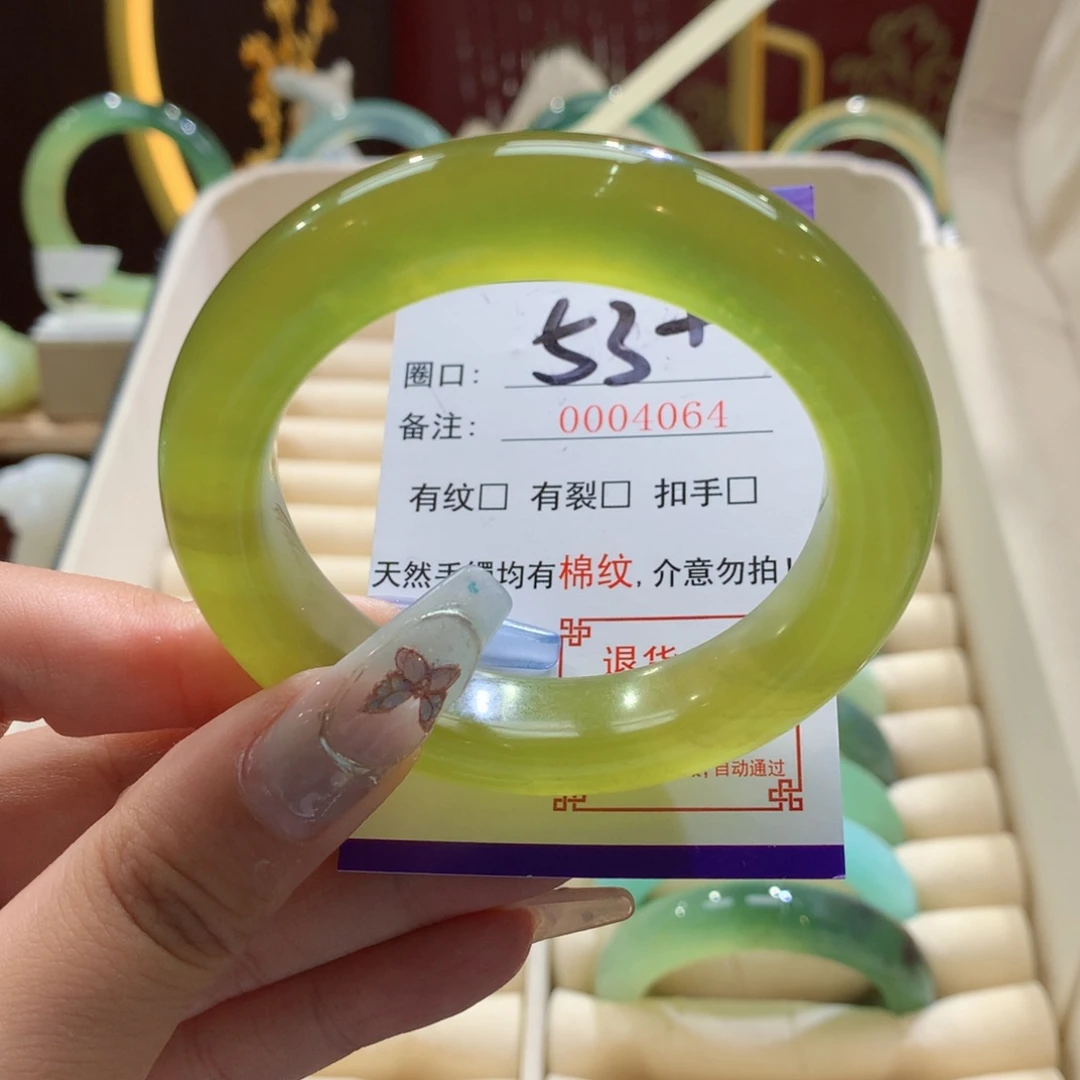 圈口: 53+
备注: 0004064
有纹□ 有裂□ 扣手□
天然手镯均有棉纹, 介意勿拍!
退货
自动通过